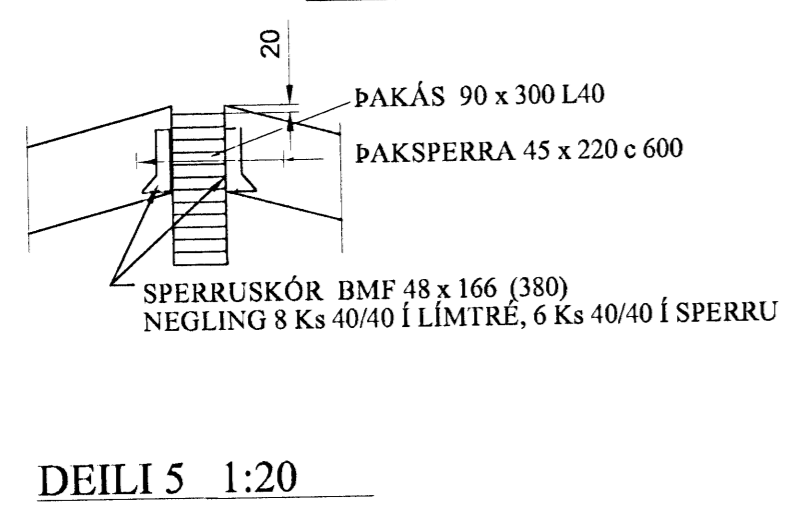 20
ÞAKÁS 90 x 300 L40
ÞAKSPERRA 45 x 220 c 600
SPERRUSKÓR BMF 48 x 166 (380)
NEGLING 8 Ks 40/40 Í LÍMTRÉ, 6 Ks 40/40 Í SPERRU
DEILI 5 1:20